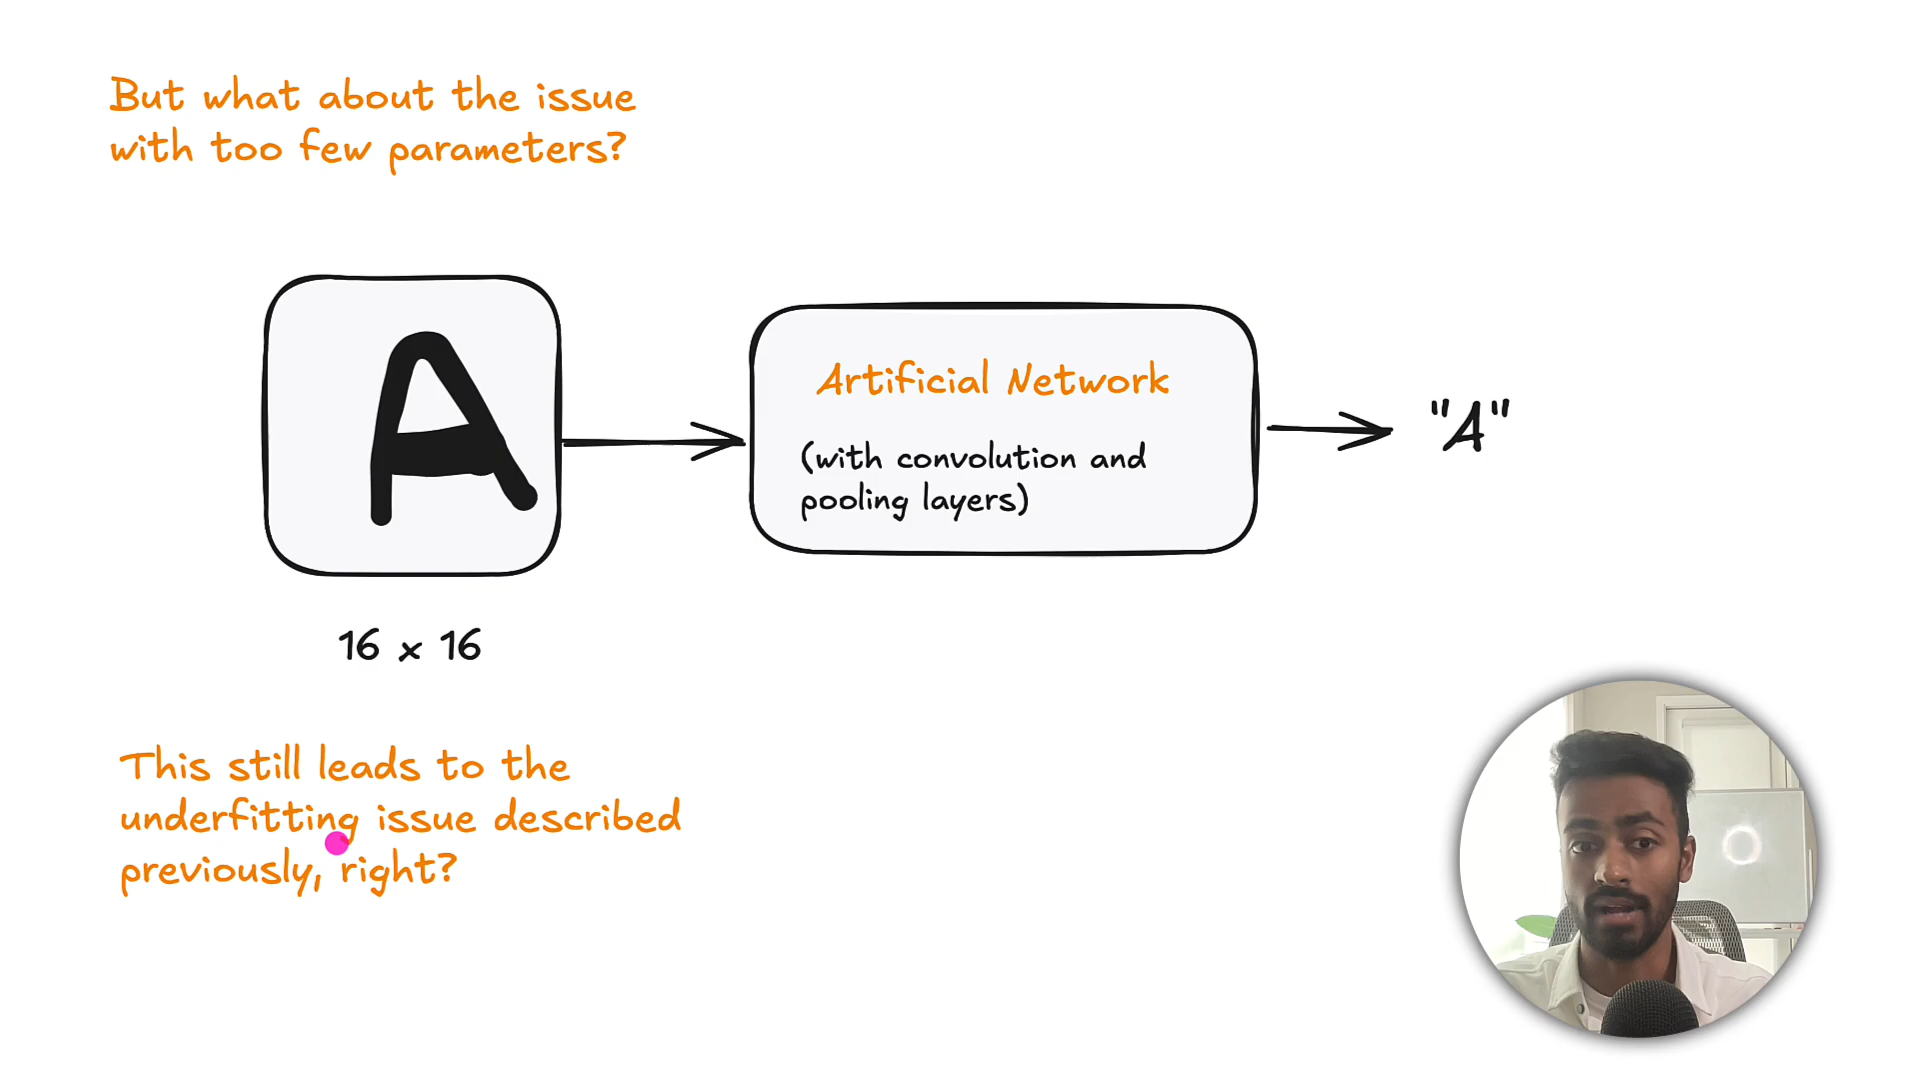 But what about the issue
with too few parameters?
A
Artificial Network
(with convolution and
pooling layers)
"A"
16 x 16
This still leads to the
underfitting issue described
previously, right?